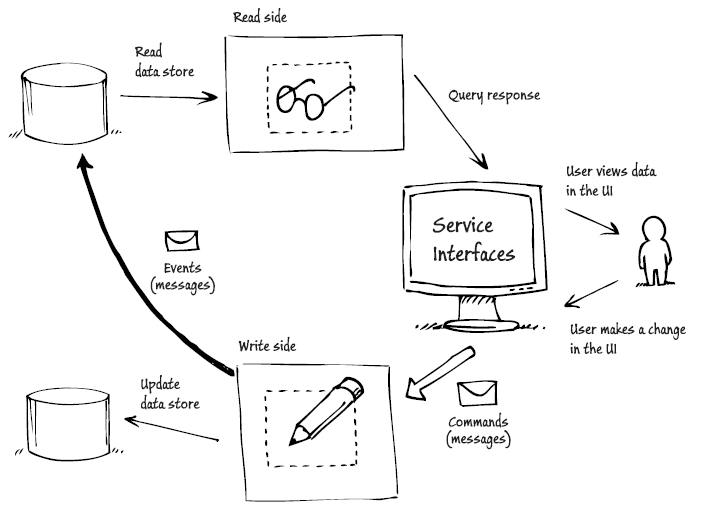 Read side
Read
data store
Query response
User views data
in the UI
Service
Interfaces
Events
(messages)
User makes a change
in the UI
Write side
Update
data store
Commands
(messages)